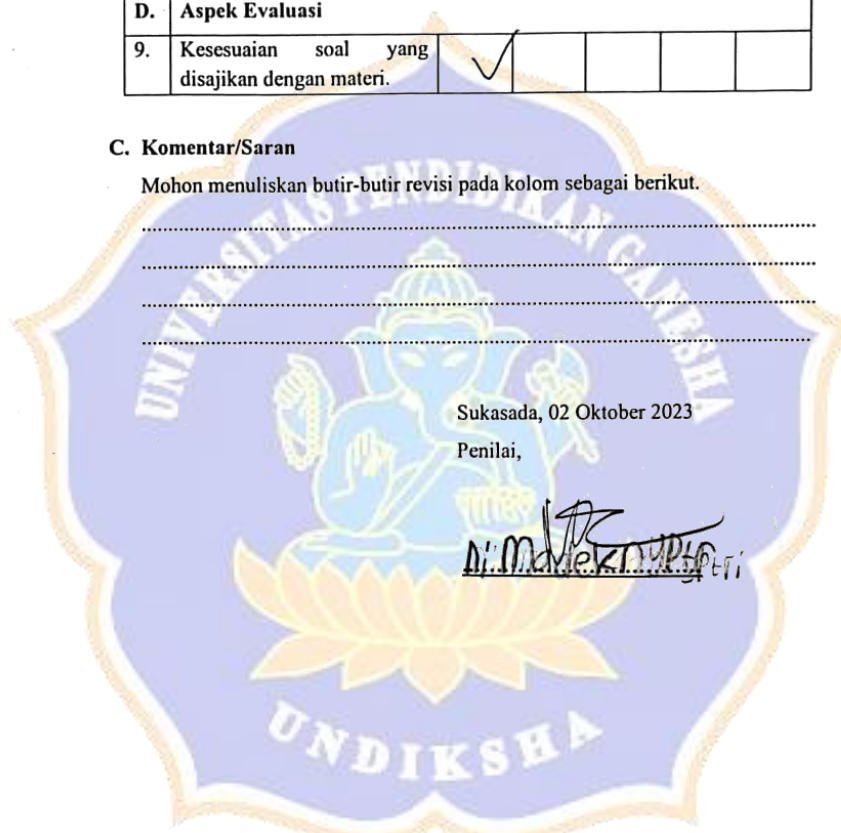 D. Aspek Evaluasi
9. Kesesuaian soal yang
disajikan dengan materi.
C. Komentar/Saran
Mohon menuliskan butir-butir revisi pada kolom sebagai berikut.
UNIVERSITAS PENDIDIKAN GANESHA
Sukasada, 02 Oktober 2023
Penilai,
UNDIKSHA